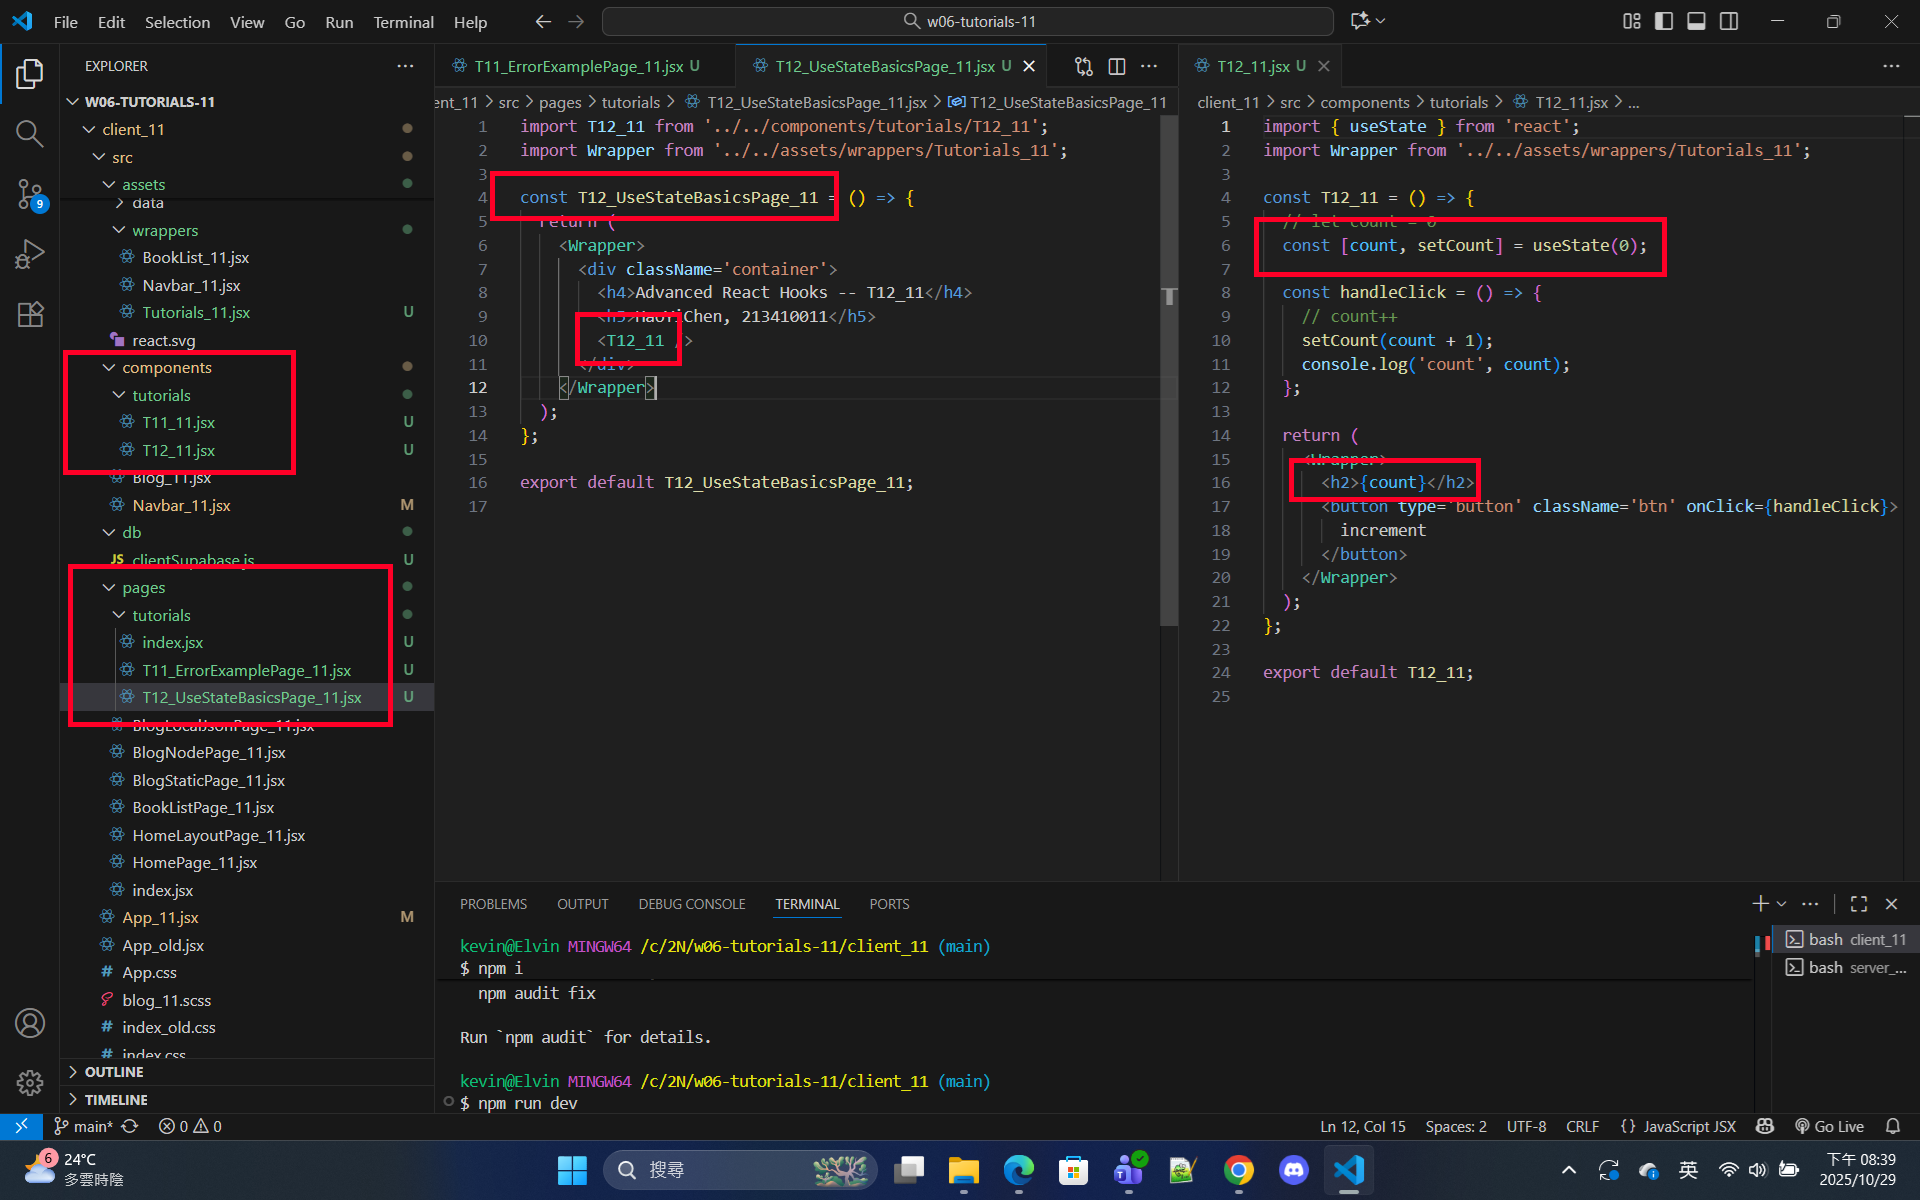 File Edit Selection View Go Run Terminal Help
w06-tutorials-11
EXPLORER
W06-TUTORIALS-11
client_11
src
assets
data
wrappers
BookList_11.jsx
Navbar_11.jsx
Tutorials_11.jsx U
react.svg
components
tutorials
T11_11.jsx U
T12_11.jsx U
Blog_11.jsx
Navbar_11.jsx M
db
JS clientSupabase.js U
pages
tutorials
index.jsx U
T11_ErrorExamplePage_11.jsx U
T12_UseStateBasicsPage_11.jsx U
BlogLocalJsonPage_11.jsx
BlogNodePage_11.jsx
BlogStaticPage_11.jsx
BookListPage_11.jsx
HomeLayoutPage_11.jsx
HomePage_11.jsx
index.jsx
App_11.jsx M
App_old.jsx
# App.css
blog_11.scss
# index_old.css
# index.css
OUTLINE
TIMELINE
9
T11_ErrorExamplePage_11.jsx U
T12_UseStateBasicsPage_11.jsx U
ent_11 > src > pages > tutorials > T12_UseStateBasicsPage_11.jsx > T12_UseStateBasicsPage_11
1 import T12_11 from '../../components/tutorials/T12_11';
2 import Wrapper from '../../assets/wrappers/Tutorials_11';
3
4 const T12_UseStateBasicsPage_11 = () => {
5 return (
6 <Wrapper>
7 <div className='container'>
8 <h4>Advanced React Hooks -- T12_11</h4>
9 <h5>HaoYiChen, 213410011</h5>
10 <T12_11 />
11 </div>
12 </Wrapper>
13 );
14 };
15
16 export default T12_UseStateBasicsPage_11;
17
T12_11.jsx U
client_11 > src > components > tutorials > T12_11.jsx > ...
1 import { useState } from 'react';
2 import Wrapper from '../../assets/wrappers/Tutorials_11';
3
4 const T12_11 = () => {
5 // let count = 0
6 const [count, setCount] = useState(0);
7
8 const handleClick = () => {
9 // count++
10 setCount(count + 1);
11 console.log('count', count);
12 };
13
14 return (
15 <Wrapper>
16 <h2>{count}</h2>
17 <button type='button' className='btn' onClick={handleClick}>
18 increment
19 </button>
20 </Wrapper>
21 );
22 };
23
24 export default T12_11;
25
PROBLEMS OUTPUT DEBUG CONSOLE TERMINAL PORTS
kevin@Elvin MINGW64 /c/2N/w06-tutorials-11/client_11 (main)
$ npm i
npm audit fix
Run `npm audit` for details.
kevin@Elvin MINGW64 /c/2N/w06-tutorials-11/client_11 (main)
$ npm run dev
bash client_11
bash server_...
main* 0 0
Ln 12, Col 15 Spaces: 2 UTF-8 CRLF {} JavaScript JSX Go Live
6
24°C
多雲時陰
搜尋
英
下午 08:39
2025/10/29